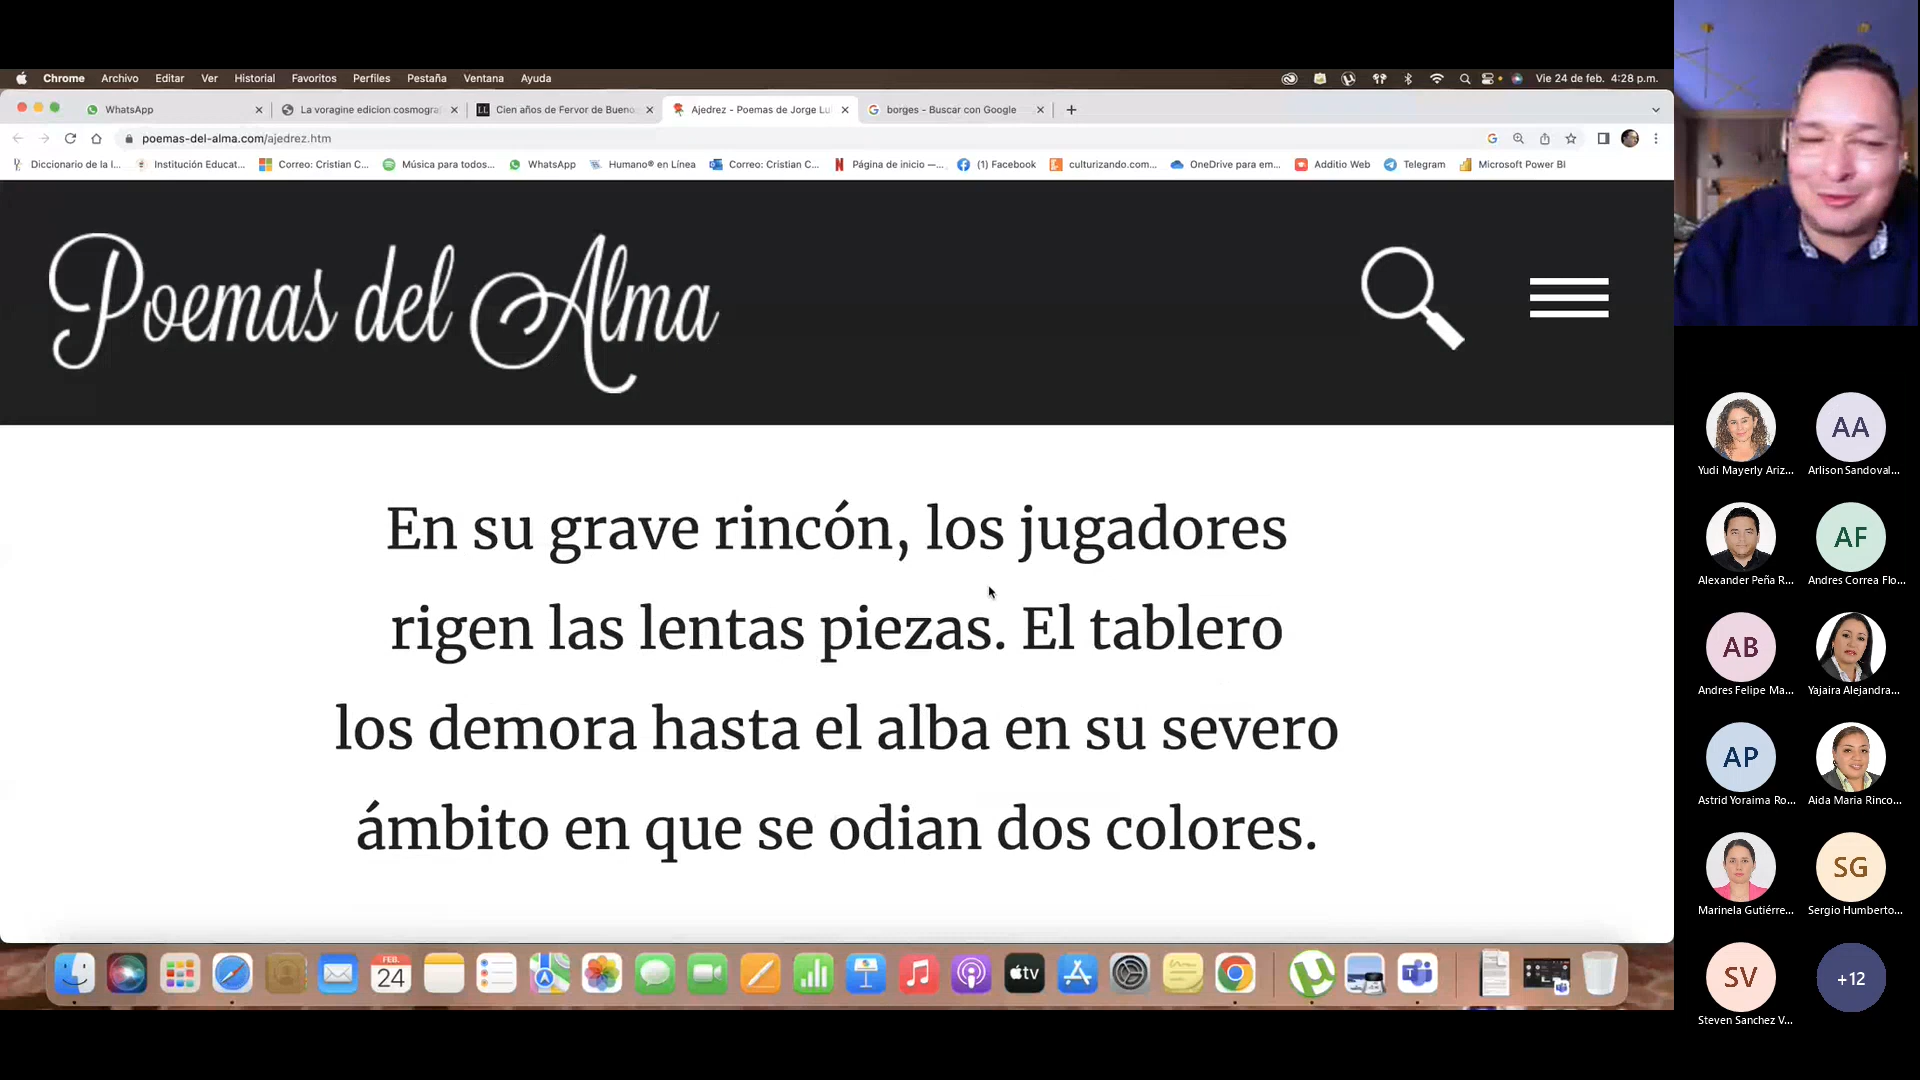 Chrome Archivo Editar Ver Historial Favoritos Perfiles Pestaña Ventana Ayuda
Vie 24 de feb. 4:28 p.m.
WhatsApp
La voragine edicion cosmogra
Cien años de Fervor de Bueno
Ajedrez - Poemas de Jorge Lu
borges - Buscar con Google
poemas-del-alma.com/ajedrez.htm
Diccionario de la l... Institución Educat... Correo: Cristian C... Música para todos... WhatsApp Humano® en Línea Correo: Cristian C... Página de inicio —... (1) Facebook culturizando.com... OneDrive para em... Additio Web Telegram Microsoft Power BI
Poemas del Alma
En su grave rincón, los jugadores
rigen las lentas piezas. El tablero
los demora hasta el alba en su severo
ámbito en que se odian dos colores.
FEB.
24
tv
Yudi Mayerly Ariz...
AA
Arlison Sandoval...
Alexander Peña R...
AF
Andres Correa Flo...
AB
Andres Felipe Ma...
Yajaira Alejandra...
AP
Astrid Yoraima Ro...
Aida Maria Rinco...
Marinela Gutiérre...
SG
Sergio Humberto...
SV
Steven Sanchez V...
+12